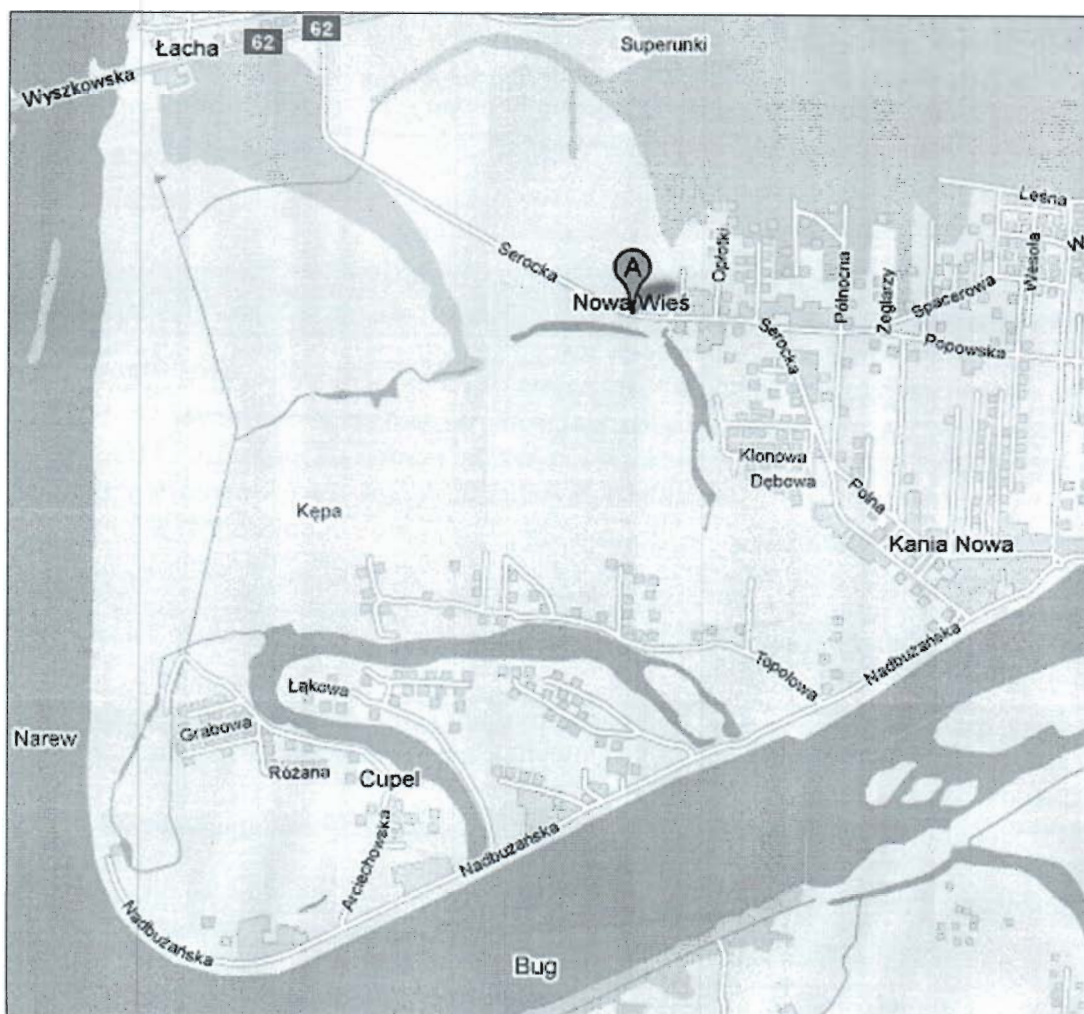 Łacha
62
62
Superunki
Wyszkowska
Leśna
W
Wesoła
Opłotki
Północna
Żeglarzy
Spacerowa
Serocka
A
Nowa Wieś
Serocka
Popowska
Klonowa
Dębowa
Polna
Kępa
Kania Nowa
Nadbużańska
Topolowa
Łąkowa
Grabowa
Narew
Różana
Cupel
Arciechowska
Nadbużańska
Nadbużańska
Bug